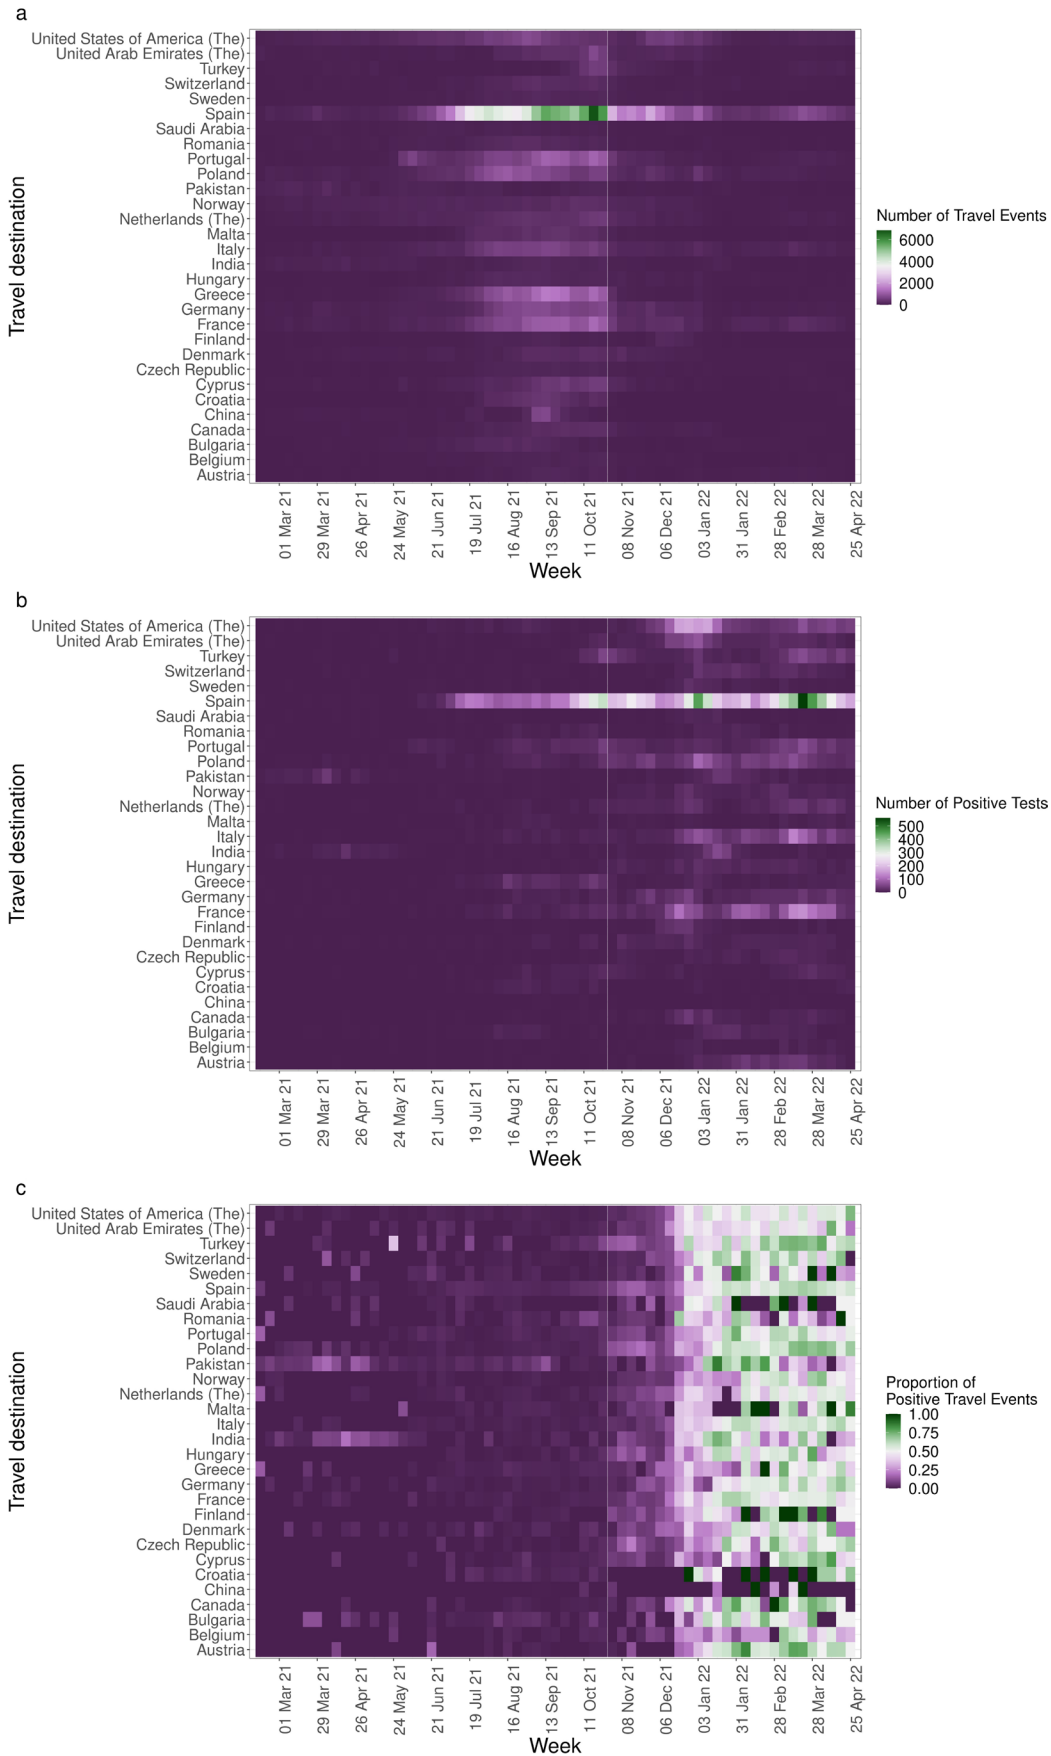 a
United States of America (The)
United Arab Emirates (The)
Turkey
Switzerland
Sweden
Spain
Saudi Arabia
Romania
Portugal
Poland
Pakistan
Norway
Netherlands (The)
Malta
Italy
India
Hungary
Greece
Germany
France
Finland
Denmark
Czech Republic
Cyprus
Croatia
China
Canada
Bulgaria
Belgium
Austria
Travel destination
01 Mar 21
29 Mar 21
26 Apr 21
24 May 21
21 Jun 21
19 Jul 21
16 Aug 21
13 Sep 21
11 Oct 21
08 Nov 21
06 Dec 21
03 Jan 22
31 Jan 22
28 Feb 22
28 Mar 22
25 Apr 22
Week
Number of Travel Events
6000
4000
2000
0
b
United States of America (The)
United Arab Emirates (The)
Turkey
Switzerland
Sweden
Spain
Saudi Arabia
Romania
Portugal
Poland
Pakistan
Norway
Netherlands (The)
Malta
Italy
India
Hungary
Greece
Germany
France
Finland
Denmark
Czech Republic
Cyprus
Croatia
China
Canada
Bulgaria
Belgium
Austria
Travel destination
01 Mar 21
29 Mar 21
26 Apr 21
24 May 21
21 Jun 21
19 Jul 21
16 Aug 21
13 Sep 21
11 Oct 21
08 Nov 21
06 Dec 21
03 Jan 22
31 Jan 22
28 Feb 22
28 Mar 22
25 Apr 22
Week
Number of Positive Tests
500
400
300
200
100
0
c
United States of America (The)
United Arab Emirates (The)
Turkey
Switzerland
Sweden
Spain
Saudi Arabia
Romania
Portugal
Poland
Pakistan
Norway
Netherlands (The)
Malta
Italy
India
Hungary
Greece
Germany
France
Finland
Denmark
Czech Republic
Cyprus
Croatia
China
Canada
Bulgaria
Belgium
Austria
Travel destination
01 Mar 21
29 Mar 21
26 Apr 21
24 May 21
21 Jun 21
19 Jul 21
16 Aug 21
13 Sep 21
11 Oct 21
08 Nov 21
06 Dec 21
03 Jan 22
31 Jan 22
28 Feb 22
28 Mar 22
25 Apr 22
Week
Proportion of
Positive Travel Events
1.00
0.75
0.50
0.25
0.00